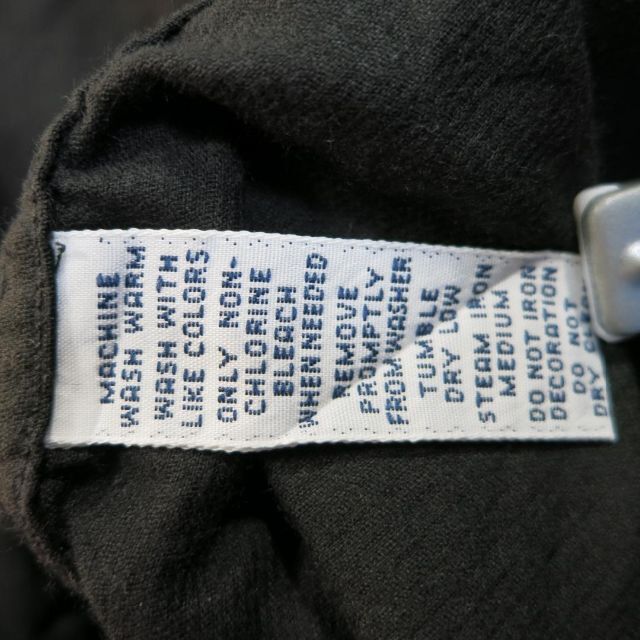 MACHINE
WASH WARM
WASH WITH
LIKE COLORS
ONLY NON-
CHLORINE
BLEACH
WHEN NEEDED
REMOVE
PROMPTLY
FROM WASHER
TUMBLE
DRY LOW
STEAM IRON
MEDIUM
DO NOT IRON
DECORATION
DO NOT
DRY